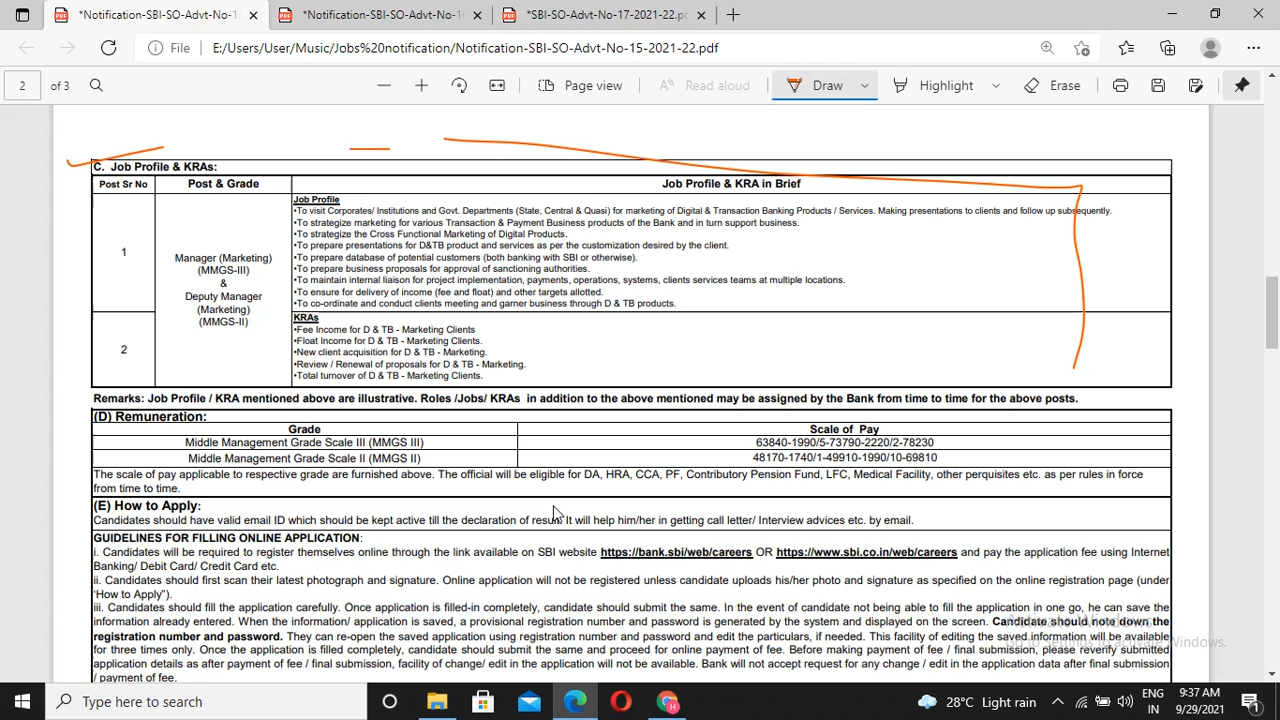 *Notification-SBI-SO-Advt-No-1
*Notification-SBI-SO-Advt-No-1
*SBI-SO-Advt-No-17-2021-22.pd
File
E:/Users/User/Music/Jobs%20notification/Notification-SBI-SO-Advt-No-15-2021-22.pdf
2 of 3
Page view
Read aloud
Draw
Highlight
Erase
C. Job Profile & KRAs:
Post Sr No Post & Grade Job Profile & KRA in Brief
1
Manager (Marketing)
(MMGS-III)
&
Deputy Manager
(Marketing)
(MMGS-II)
Job Profile
•To visit Corporates/ Institutions and Govt. Departments (State, Central & Quasi) for marketing of Digital & Transaction Banking Products / Services. Making presentations to clients and follow up subsequently.
•To strategize marketing for various Transaction & Payment Business products of the Bank and in turn support business.
•To strategize the Cross Functional Marketing of Digital Products.
•To prepare presentations for D&TB product and services as per the customization desired by the client.
•To prepare database of potential customers (both banking with SBI or otherwise).
•To prepare business proposals for approval of sanctioning authorities.
•To maintain internal liaison for project implementation, payments, operations, systems, clients services teams at multiple locations.
•To ensure for delivery of income (fee and float) and other targets allotted.
•To co-ordinate and conduct clients meeting and garner business through D & TB products.
2
KRAs
•Fee Income for D & TB - Marketing Clients
•Float Income for D & TB - Marketing Clients.
•New client acquisition for D & TB - Marketing.
•Review / Renewal of proposals for D & TB - Marketing.
•Total turnover of D & TB - Marketing Clients.
Remarks: Job Profile / KRA mentioned above are illustrative. Roles /Jobs/ KRAs in addition to the above mentioned may be assigned by the Bank from time to time for the above posts.
(D) Remuneration:
Grade Scale of Pay
Middle Management Grade Scale III (MMGS III) 63840-1990/5-73790-2220/2-78230
Middle Management Grade Scale II (MMGS II) 48170-1740/1-49910-1990/10-69810
The scale of pay applicable to respective grade are furnished above. The official will be eligible for DA, HRA, CCA, PF, Contributory Pension Fund, LFC, Medical Facility, other perquisites etc. as per rules in force
from time to time.
(E) How to Apply:
Candidates should have valid email ID which should be kept active till the declaration of result. It will help him/her in getting call letter/ Interview advices etc. by email.
GUIDELINES FOR FILLING ONLINE APPLICATION:
i. Candidates will be required to register themselves online through the link available on SBI website https://bank.sbi/web/careers OR https://www.sbi.co.in/web/careers and pay the application fee using Internet
Banking/ Debit Card/ Credit Card etc.
ii. Candidates should first scan their latest photograph and signature. Online application will not be registered unless candidate uploads his/her photo and signature as specified on the online registration page (under
‘How to Apply”).
iii. Candidates should fill the application carefully. Once application is filled-in completely, candidate should submit the same. In the event of candidate not being able to fill the application in one go, he can save the
information already entered. When the information/ application is saved, a provisional registration number and password is generated by the system and displayed on the screen. Candidate should note down the
registration number and password. They can re-open the saved application using registration number and password and edit the particulars, if needed. This facility of editing the saved information will be available
for three times only. Once the application is filled completely, candidate should submit the same and proceed for online payment of fee. Before making payment of fee / final submission, please reverify submitted
application details as after payment of fee / final submission, facility of change/ edit in the application will not be available. Bank will not accept request for any change / edit in the application data after final submission
/ payment of fee.
Activate Windows
Go to Settings to activate Windows.
Type here to search
28°C Light rain
ENG
IN
9:37 AM
9/29/2021
1